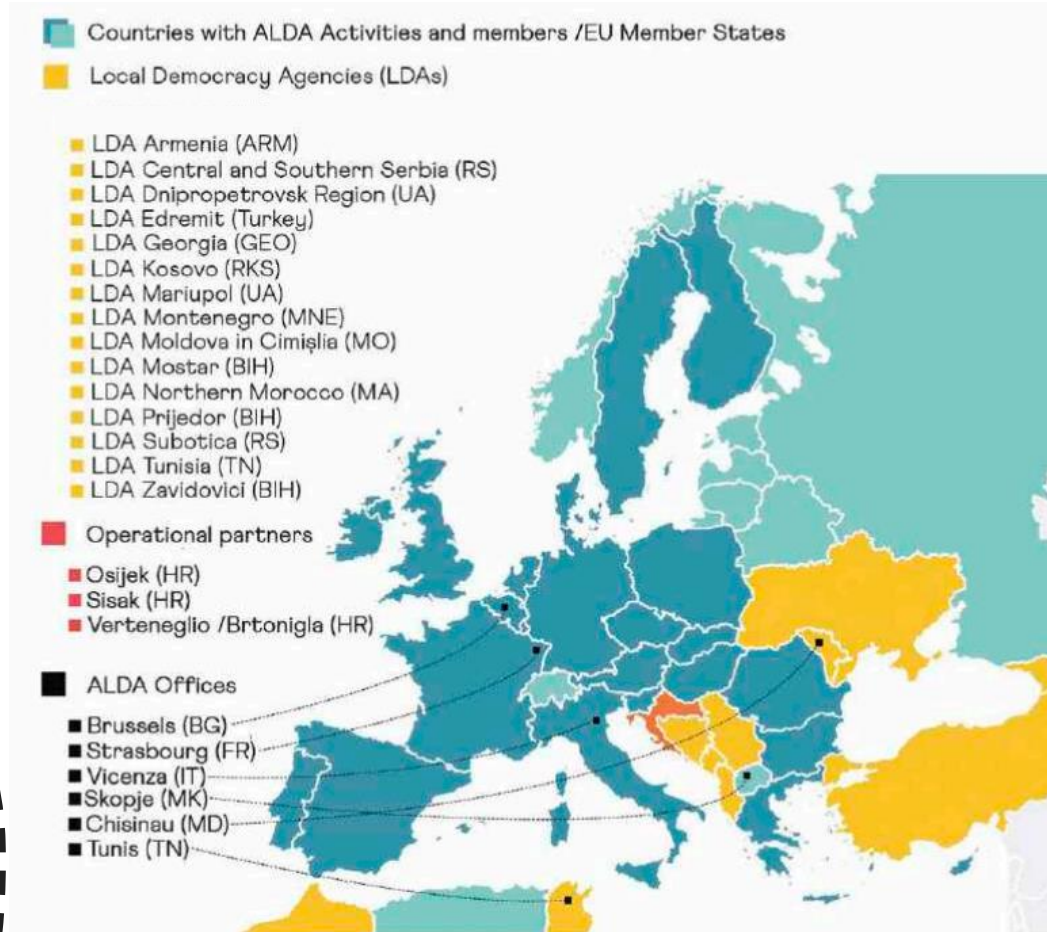 Countries with ALDA Activities and members /EU Member States
Local Democracy Agencies (LDAs)
LDA Armenia (ARM)
LDA Central and Southern Serbia (RS)
LDA Dnipropetrovsk Region (UA)
LDA Edremit (Turkey)
LDA Georgia (GEO)
LDA Kosovo (RKS)
LDA Mariupol (UA)
LDA Montenegro (MNE)
LDA Moldova in Cimişlia (MO)
LDA Mostar (BIH)
LDA Northern Morocco (MA)
LDA Prijedor (BIH)
LDA Subotica (RS)
LDA Tunisia (TN)
LDA Zavidovici (BIH)
Operational partners
Osijek (HR)
Sisak (HR)
Verteneglio /Brtonigla (HR)
ALDA Offices
Brussels (BG)
Strasbourg (FR)
Vicenza (IT)
Skopje (MK)
Chisinau (MD)
Tunis (TN)